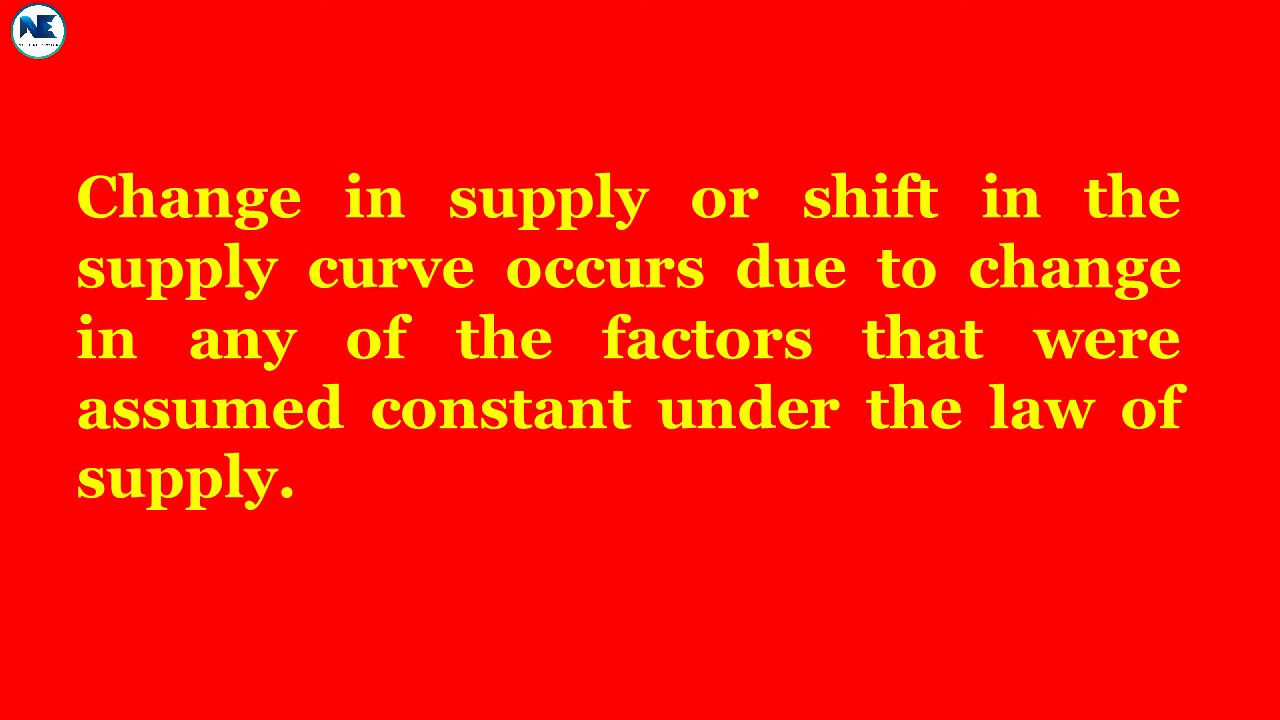 NE
Change in supply or shift in the
supply curve occurs due to change
in any of the factors that were
assumed constant under the law of
supply.